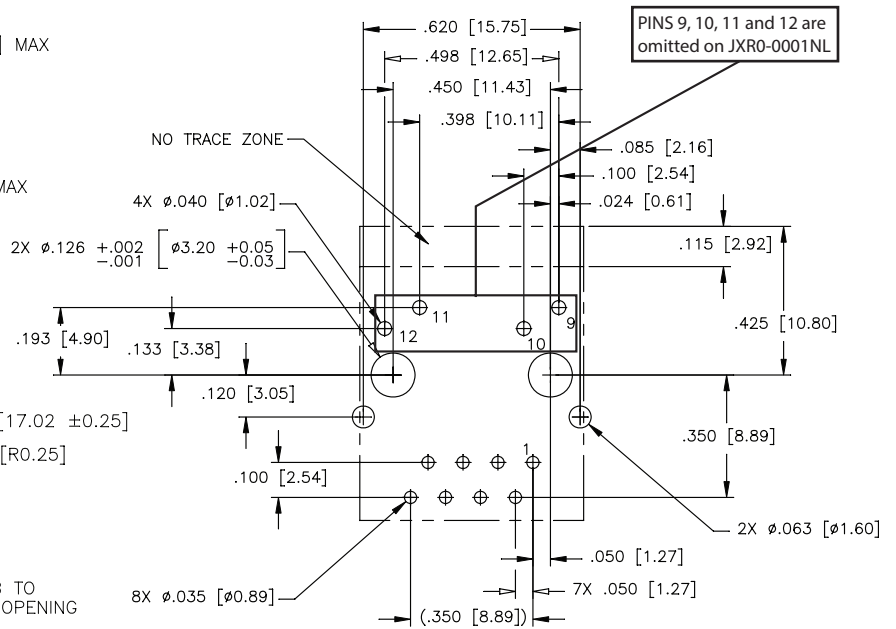 ] MAX
.620 [15.75]
PINS 9, 10, 11 and 12 are
omitted on JXR0-0001NL
.498 [12.65]
.450 [11.43]
.398 [10.11]
NO TRACE ZONE
.085 [2.16]
.100 [2.54]
MAX
4X ø.040 [ø1.02]
.024 [0.61]
2X ø.126 +.002 -.001 [ø3.20 +0.05 -0.03]
.115 [2.92]
11
9
12
10
.193 [4.90]
.133 [3.38]
.425 [10.80]
.120 [3.05]
[17.02 ±0.25]
.350 [8.89]
[R0.25]
1
.100 [2.54]
2X ø.063 [ø1.60]
.050 [1.27]
TO
8X ø.035 [ø0.89]
7X .050 [1.27]
OPENING
(.350 [8.89])